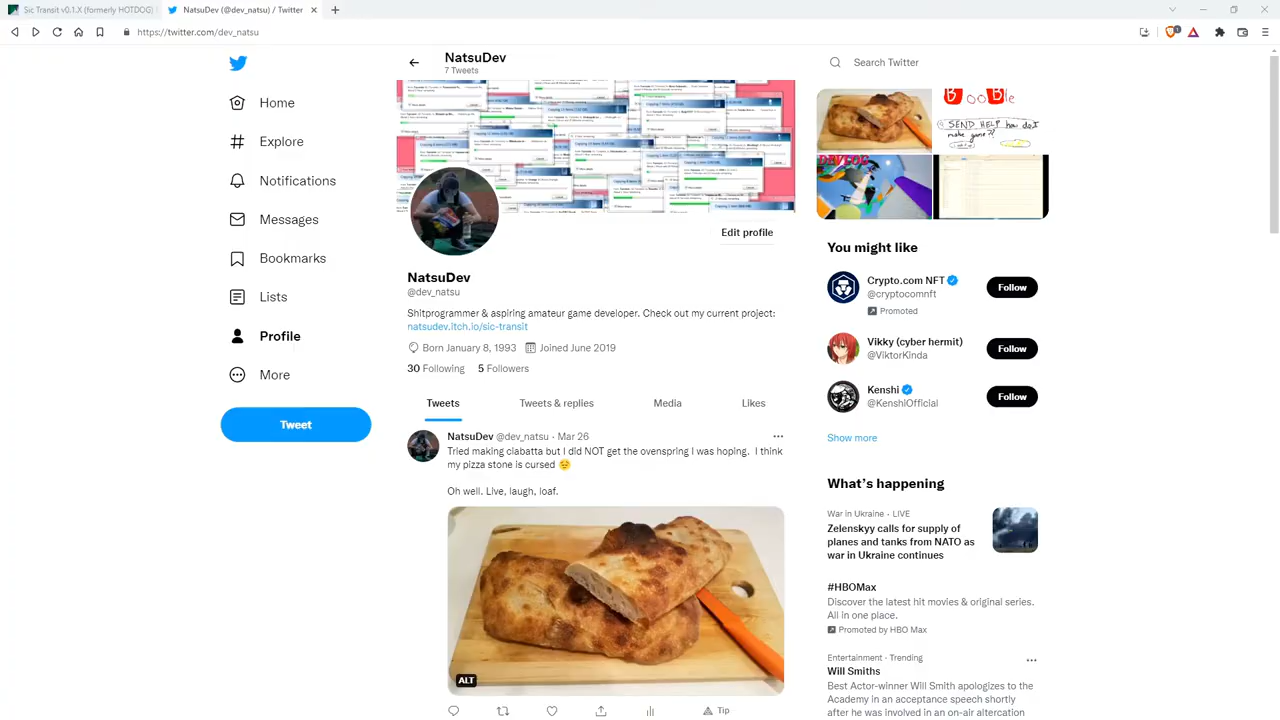 Sic Transit v0.1.X (formerly HOTDOG)
NatsuDev (@dev_natsu) / Twitter
https://twitter.com/dev_natsu
Home
Explore
Notifications
Messages
Bookmarks
Lists
Profile
More
Tweet
NatsuDev
7 Tweets
Edit profile
NatsuDev
@dev_natsu
Shitprogrammer & aspiring amateur game developer. Check out my current project:
natsudev.itch.io/sic-transit
Born January 8, 1993 Joined June 2019
30 Following 5 Followers
Tweets Tweets & replies Media Likes
NatsuDev @dev_natsu · Mar 26
Tried making ciabatta but I did NOT get the ovenspring I was hoping. I think
my pizza stone is cursed 😔
Oh well. Live, laugh, loaf.
ALT
Tip
Search Twitter
BooBle
SEND HELP how do I
make game?
DEVLOG
You might like
Crypto.com NFT
@cryptocomnft
Promoted
Follow
Vikky (cyber hermit)
@ViktorKinda
Follow
Kenshi
@KenshiOfficial
Follow
Show more
What's happening
War in Ukraine · LIVE
Zelenskyy calls for supply of
planes and tanks from NATO as
war in Ukraine continues
#HBOMax
Discover the latest hit movies & original series.
All in one place.
Promoted by HBO Max
Entertainment · Trending
Will Smiths
Best Actor-winner Will Smith apologizes to the
Academy in an acceptance speech shortly
after he was involved in an on-air altercation